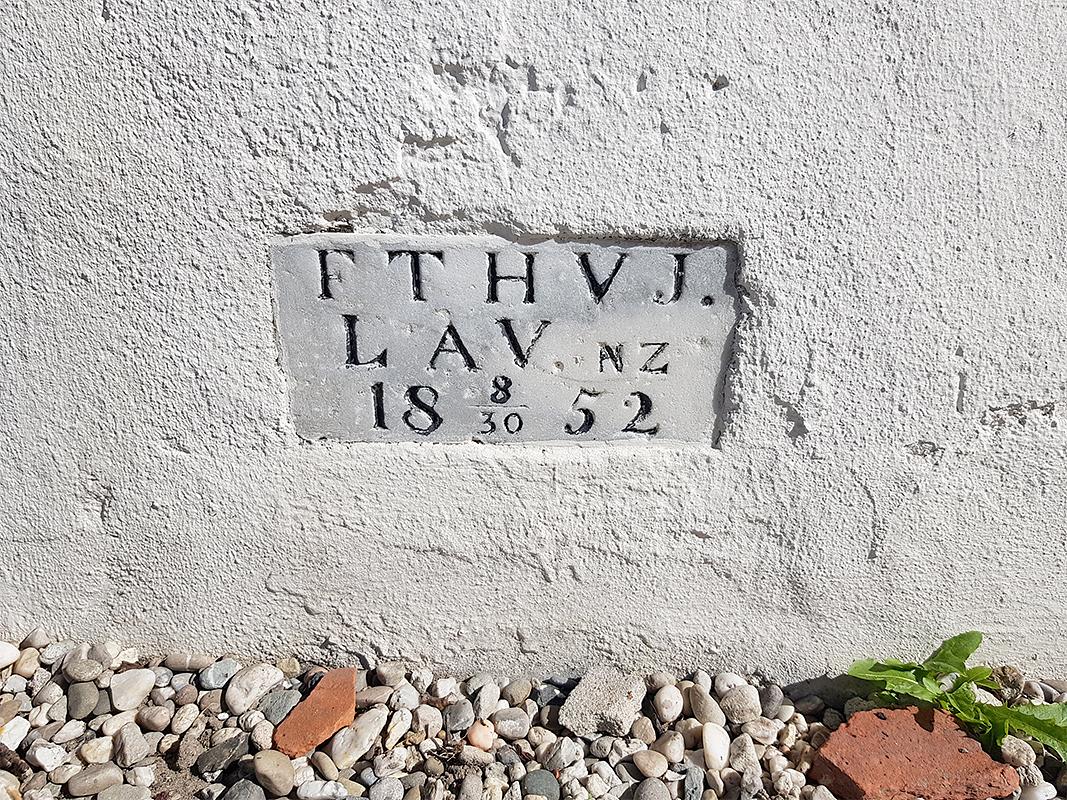 F T H V J.
L A V. NZ
18 8/30 52